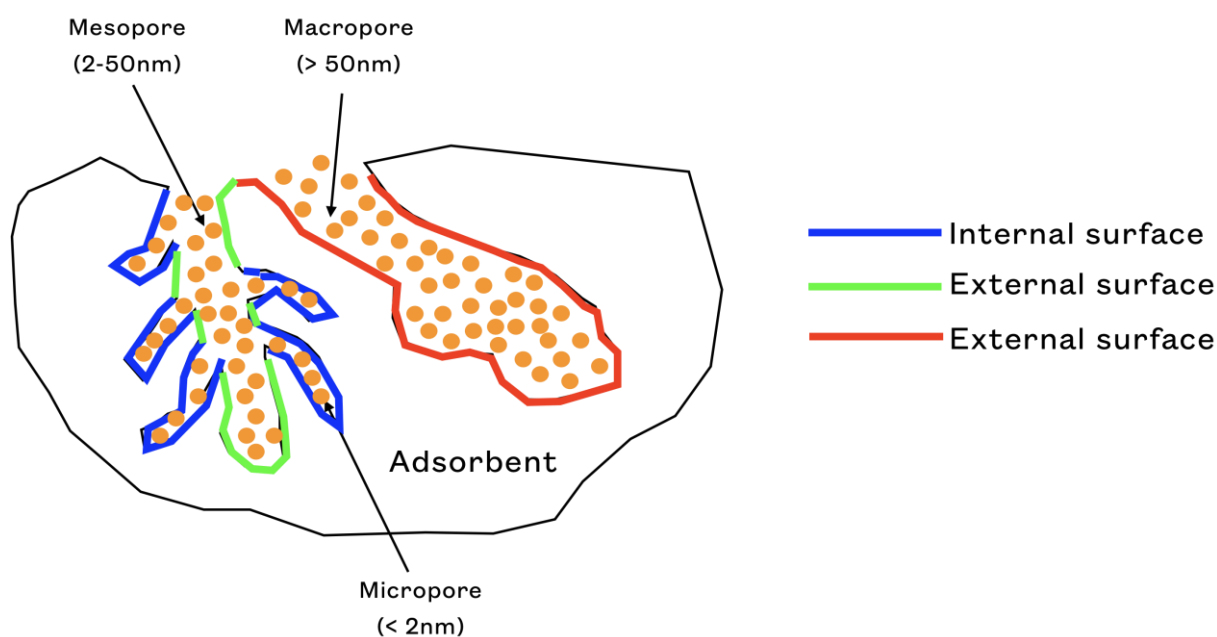 Mesopore
(2-50nm)
Macropore
(> 50nm)
Internal surface
External surface
External surface
Adsorbent
Micropore
(< 2nm)